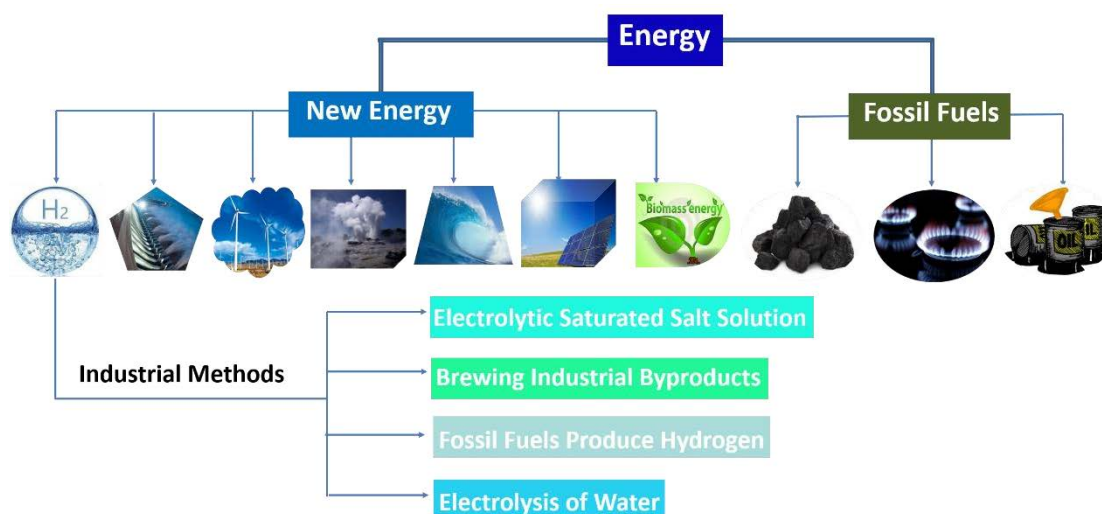 Energy
New Energy
Fossil Fuels
H2
Biomass energy
OIL
Industrial Methods
Electrolytic Saturated Salt Solution
Brewing Industrial Byproducts
Fossil Fuels Produce Hydrogen
Electrolysis of Water